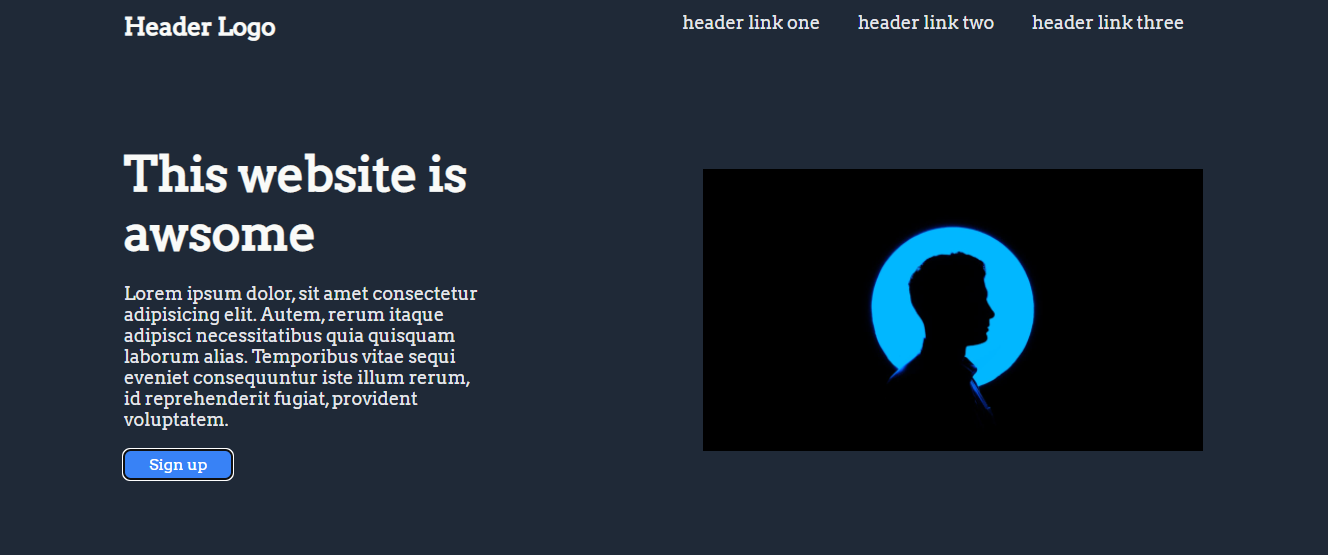 Header Logo
header link one
header link two
header link three
This website is
awsome
Lorem ipsum dolor, sit amet consectetur
adipisicing elit. Autem, rerum itaque
adipisci necessitatibus quia quisquam
laborum alias. Temporibus vitae sequi
eveniet consequuntur iste illum rerum,
id reprehenderit fugiat, provident
voluptatem.
Sign up